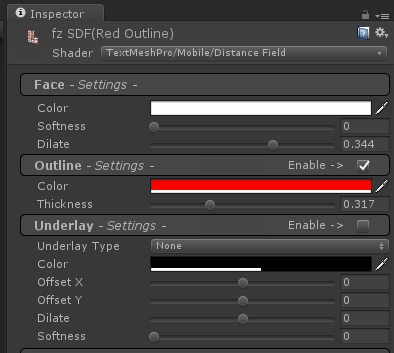 Inspector
fz SDF(Red Outline)
Shader TextMeshPro/Mobile/Distance Field
Face - Settings -
Color
Softness 0
Dilate 0.344
Outline - Settings - Enable ->
Color
Thickness 0.317
Underlay - Settings - Enable ->
Underlay Type None
Color
Offset X 0
Offset Y 0
Dilate 0
Softness 0